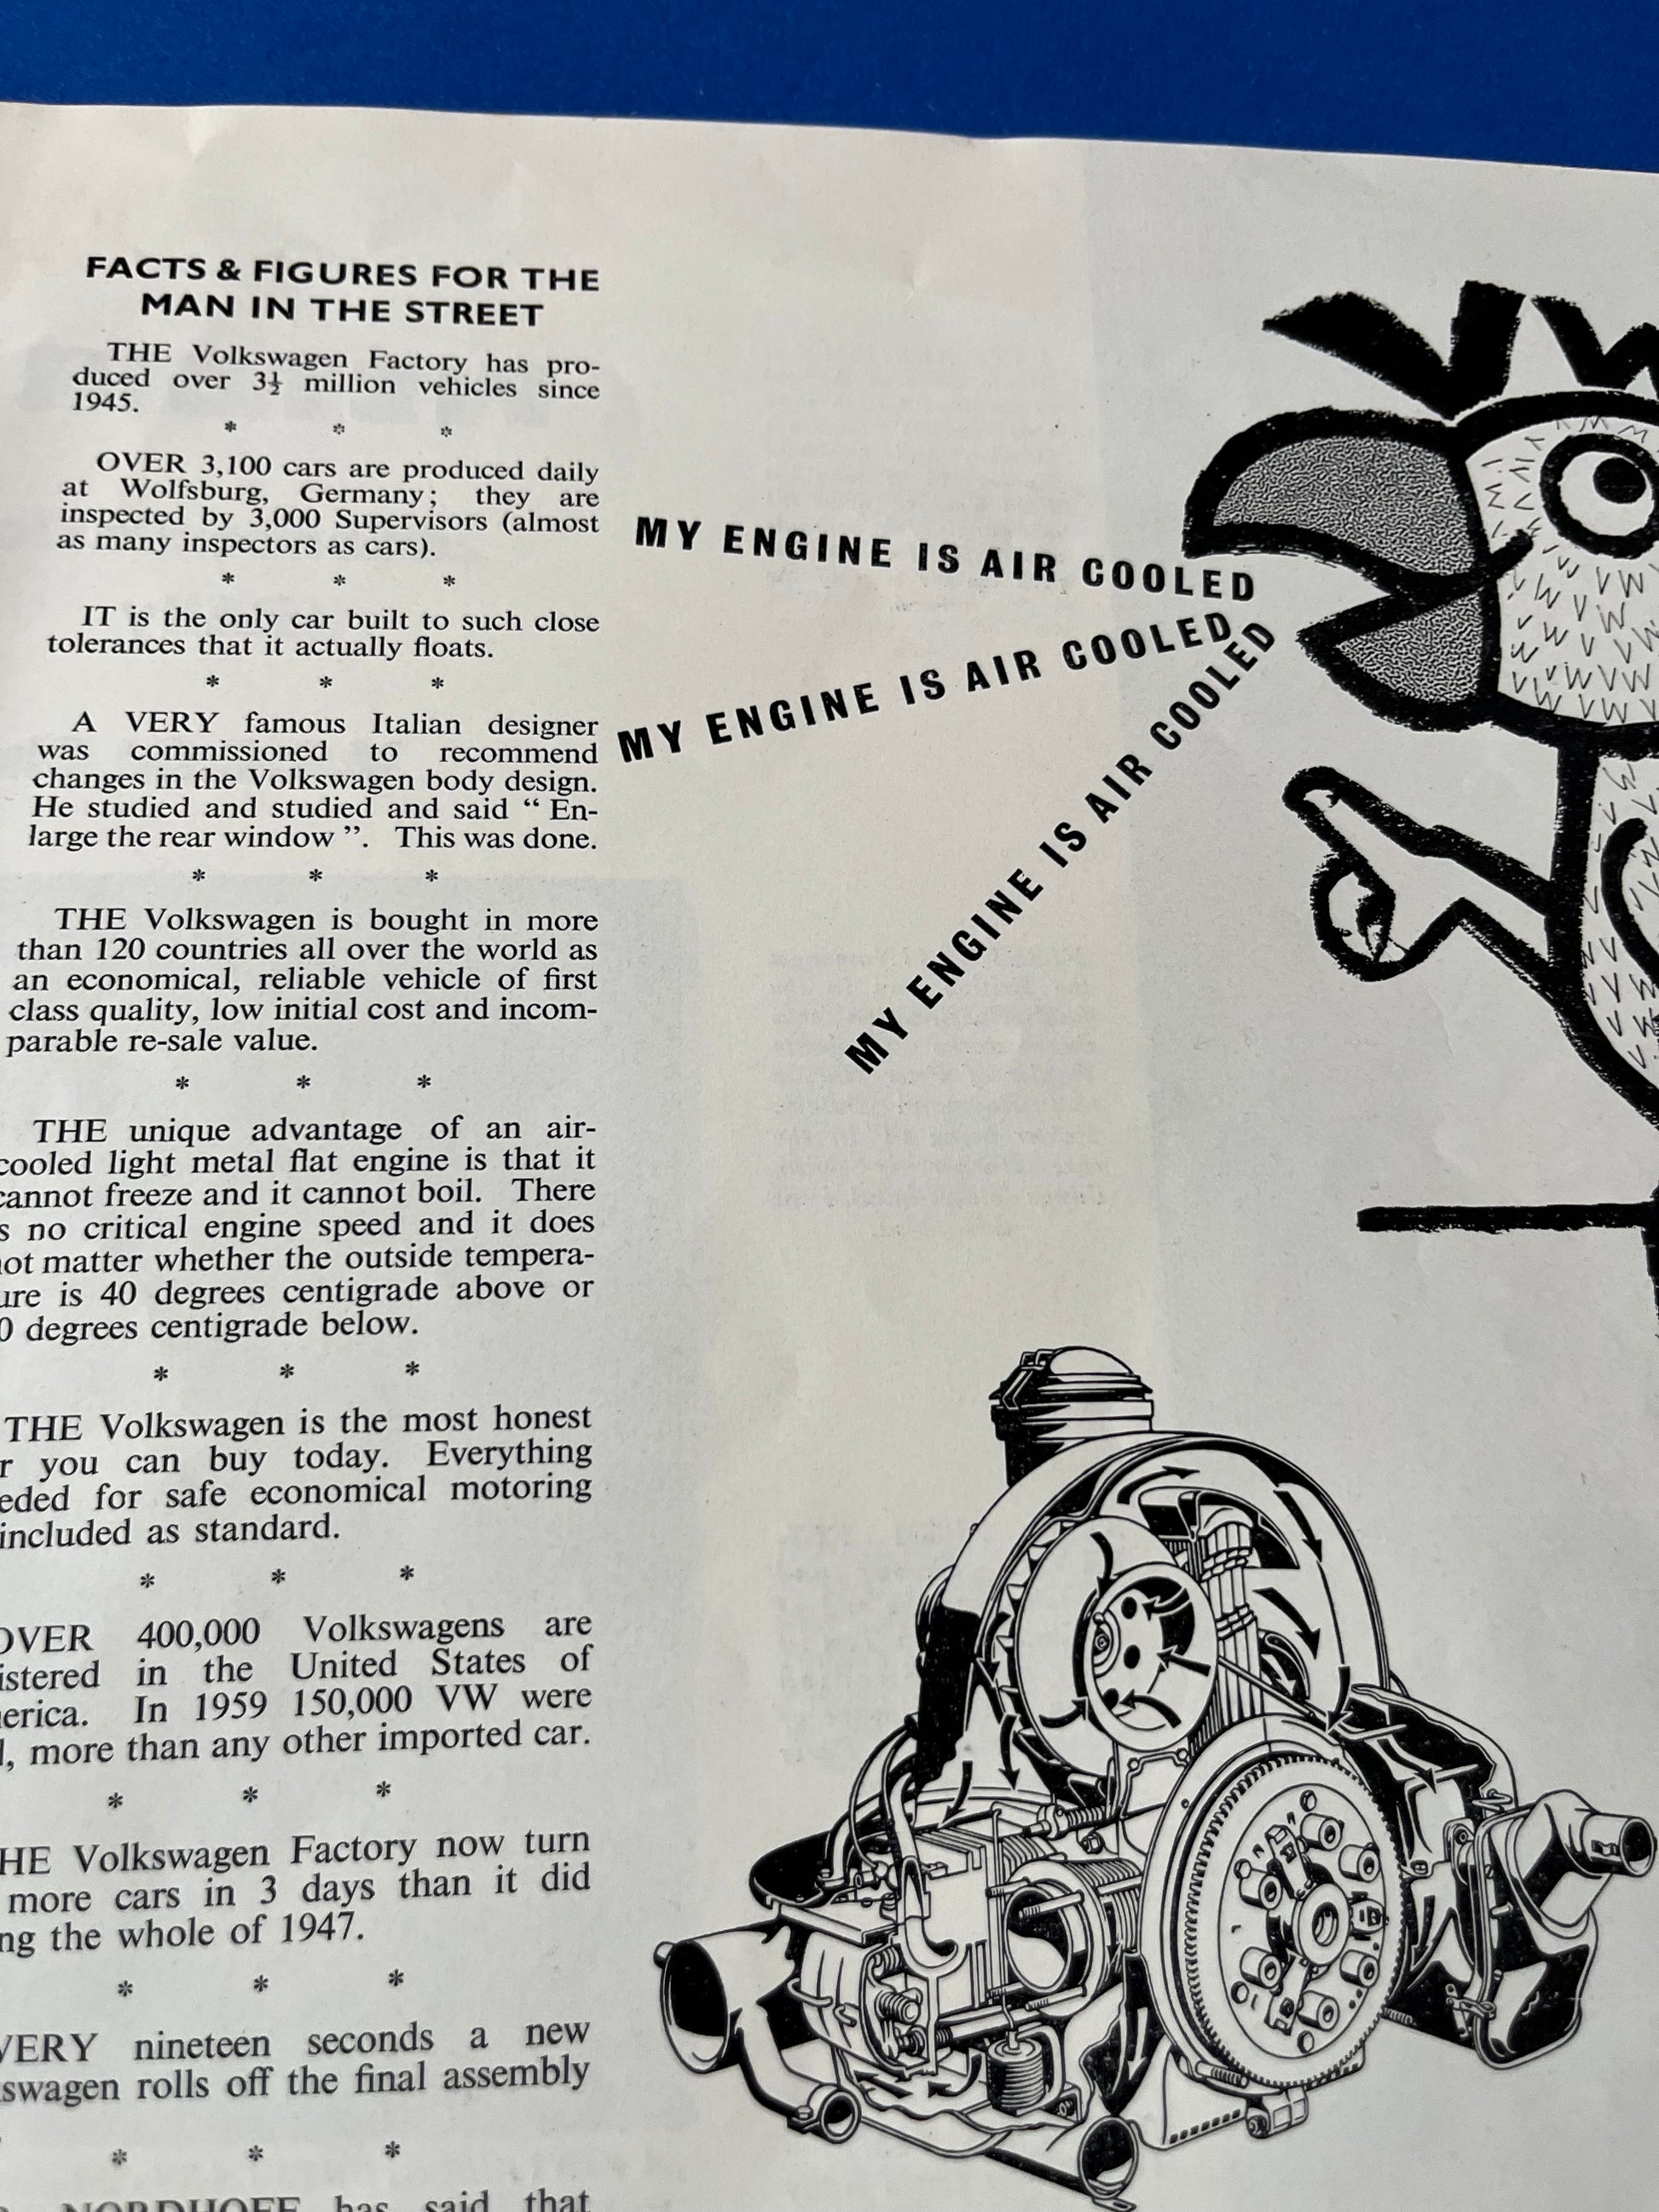 FACTS & FIGURES FOR THE
MAN IN THE STREET
THE Volkswagen Factory has pro-
duced over 3½ million vehicles since
1945.
* * *
OVER 3,100 cars are produced daily
at Wolfsburg, Germany; they are
inspected by 3,000 Supervisors (almost
as many inspectors as cars).
* * *
IT is the only car built to such close
tolerances that it actually floats.
* * *
A VERY famous Italian designer
was commissioned to recommend
changes in the Volkswagen body design.
He studied and studied and said “ En-
large the rear window ”. This was done.
* * *
THE Volkswagen is bought in more
than 120 countries all over the world as
an economical, reliable vehicle of first
class quality, low initial cost and incom-
parable re-sale value.
* * *
THE unique advantage of an air-
cooled light metal flat engine is that it
cannot freeze and it cannot boil. There
s no critical engine speed and it does
not matter whether the outside tempera-
ure is 40 degrees centigrade above or
0 degrees centigrade below.
* * *
THE Volkswagen is the most honest
r you can buy today. Everything
eded for safe economical motoring
included as standard.
* * *
OVER 400,000 Volkswagens are
istered in the United States of
erica. In 1959 150,000 VW were
, more than any other imported car.
* * *
HE Volkswagen Factory now turn
more cars in 3 days than it did
ng the whole of 1947.
* * *
VERY nineteen seconds a new
swagen rolls off the final assembly
* * *
NORDHOFF has said that
MY ENGINE IS AIR COOLED
MY ENGINE IS AIR COOLED
MY ENGINE IS AIR COOLED